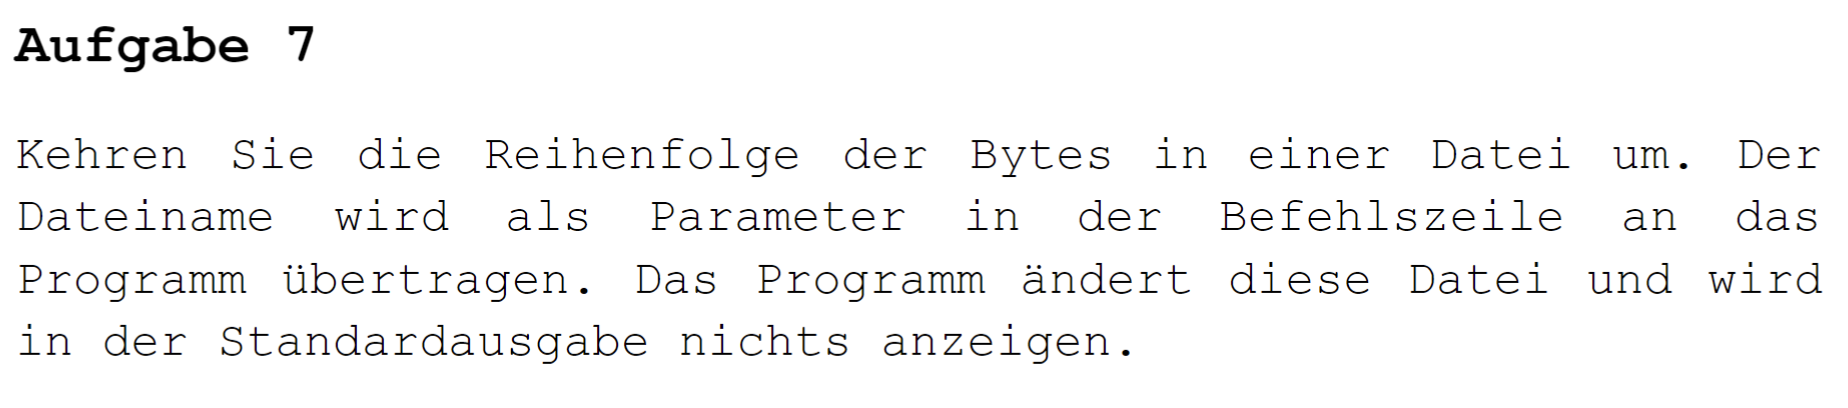 Aufgabe 7
Kehren Sie die Reihenfolge der Bytes in einer Datei um. Der
Dateiname wird als Parameter in der Befehlszeile an das
Programm übertragen. Das Programm ändert diese Datei und wird
in der Standardausgabe nichts anzeigen.